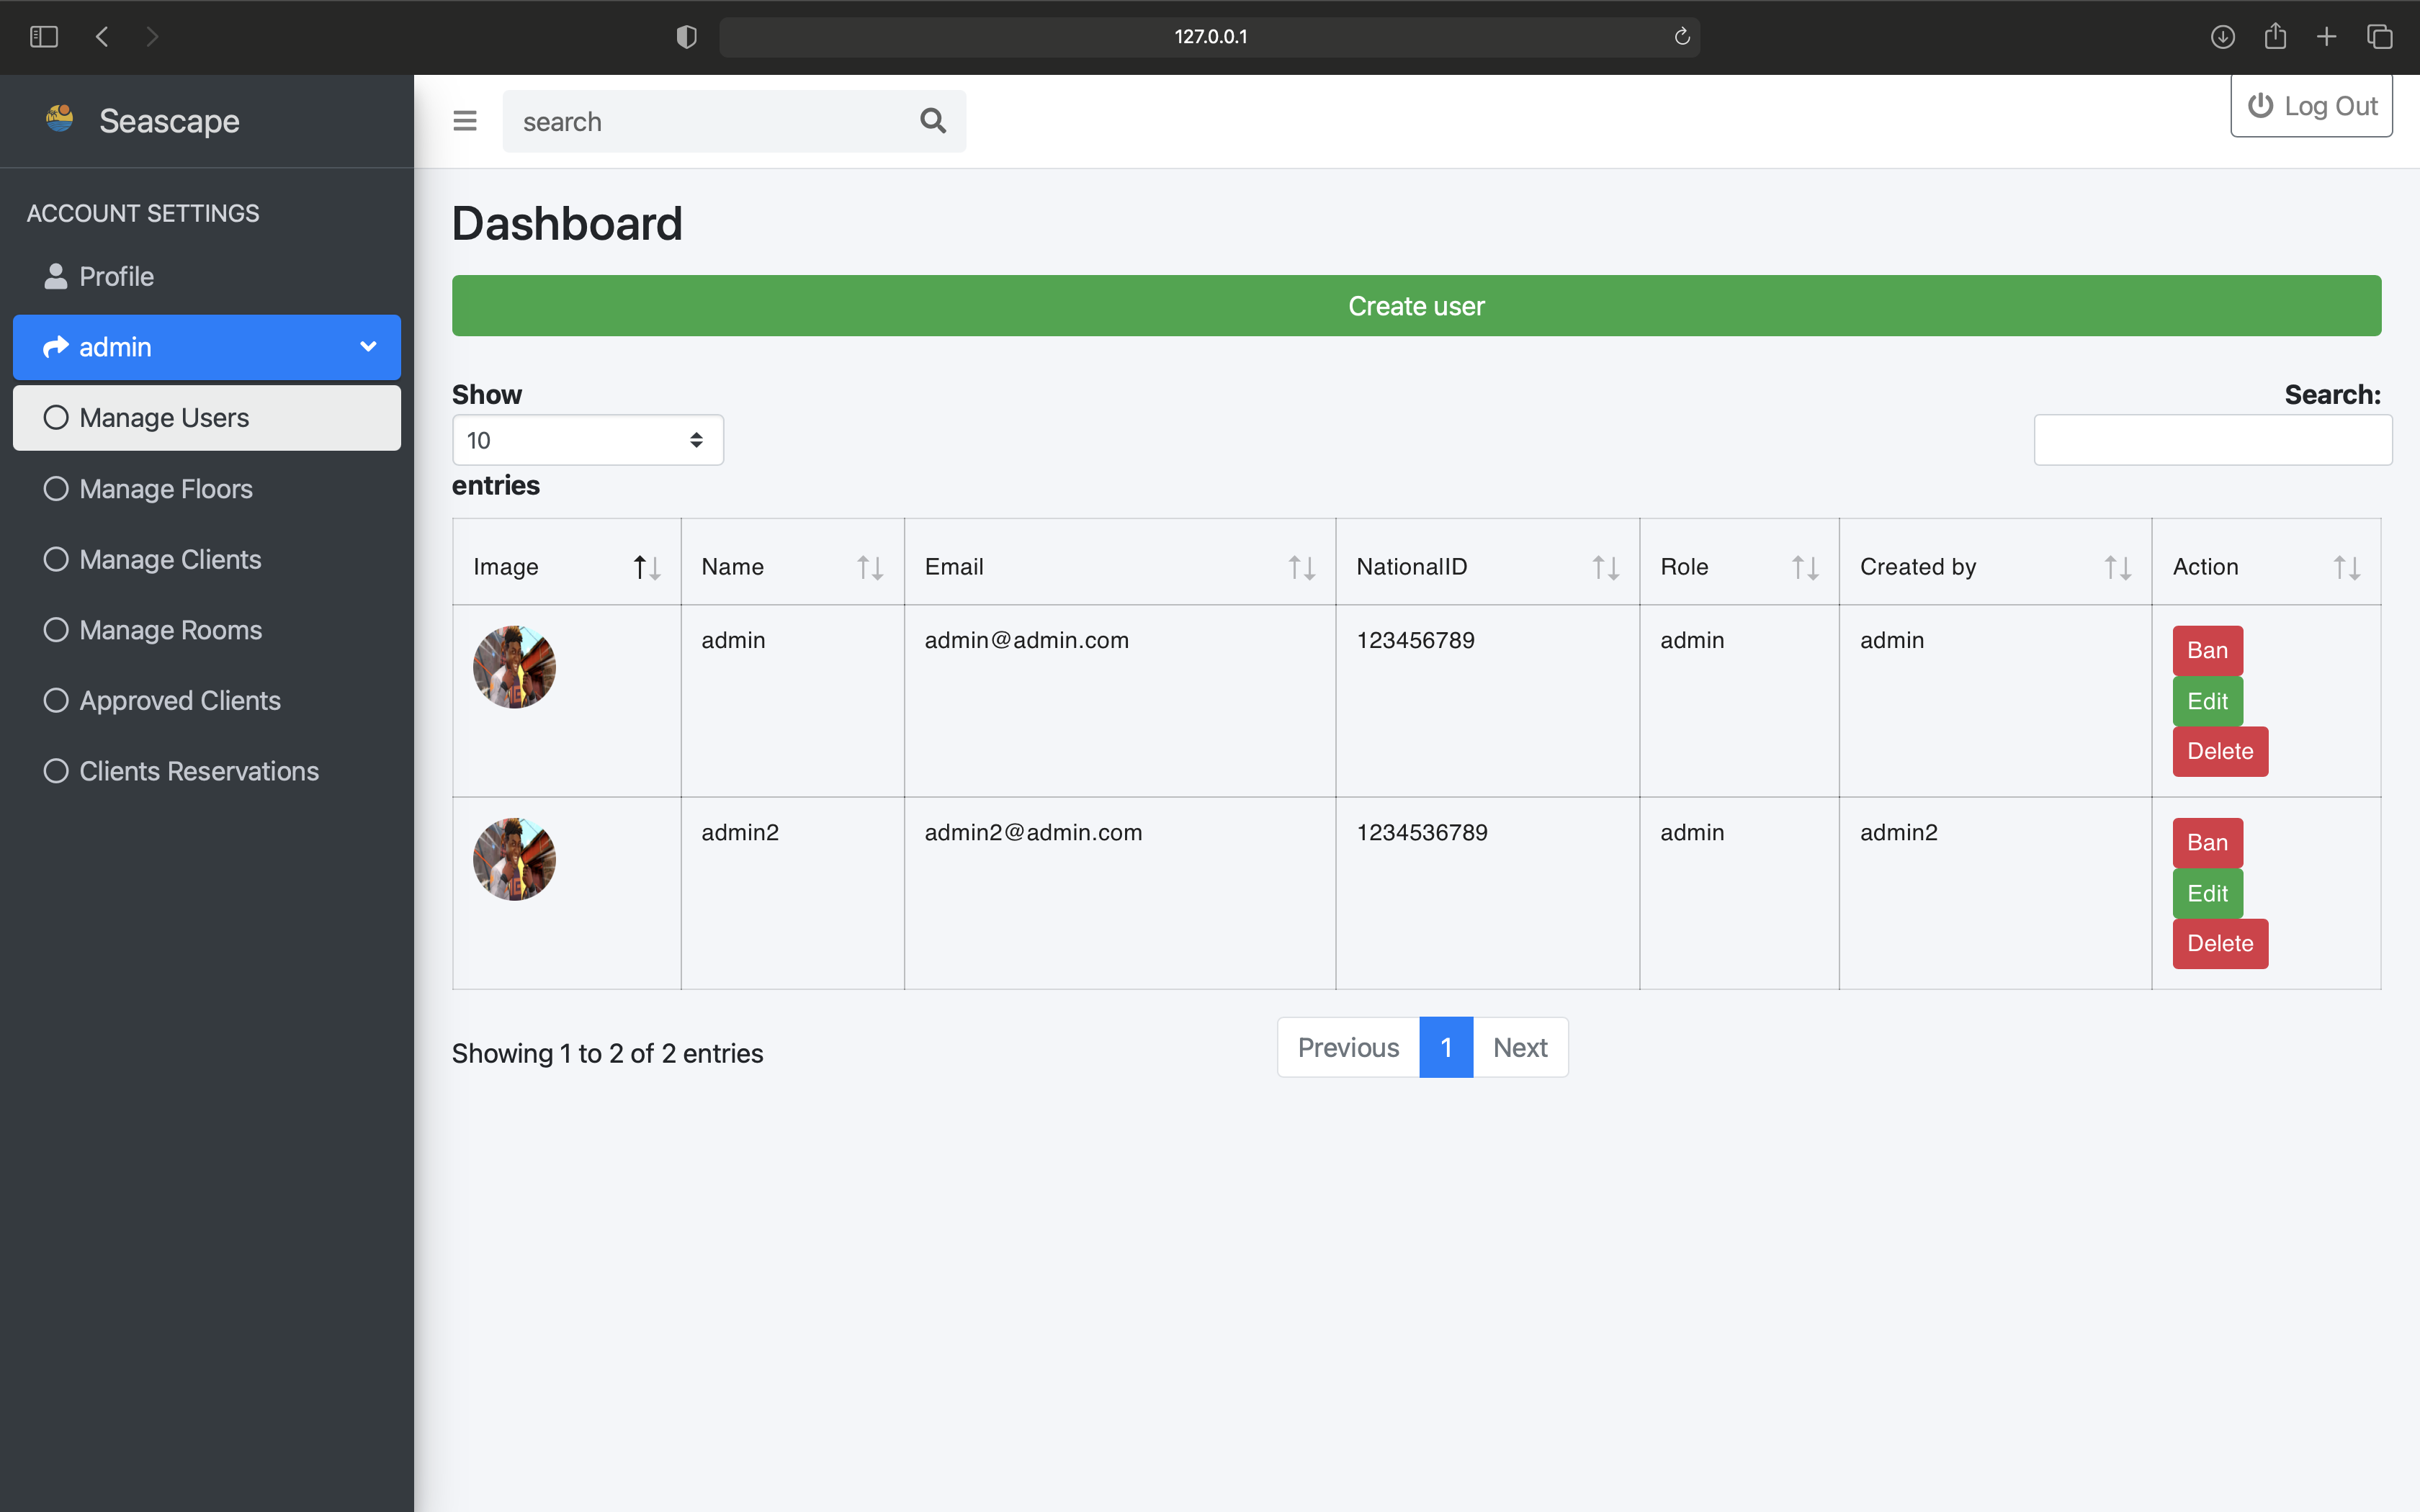 127.0.0.1
Seascape
search
Log Out
ACCOUNT SETTINGS
Profile
admin
Manage Users
Manage Floors
Manage Clients
Manage Rooms
Approved Clients
Clients Reservations
Dashboard
Create user
Show
10
entries
Search:
Image Name Email NationalID Role Created by Action
admin admin@admin.com 123456789 admin admin Ban
Edit
Delete
admin2 admin2@admin.com 1234536789 admin admin2 Ban
Edit
Delete
Showing 1 to 2 of 2 entries
Previous 1 Next